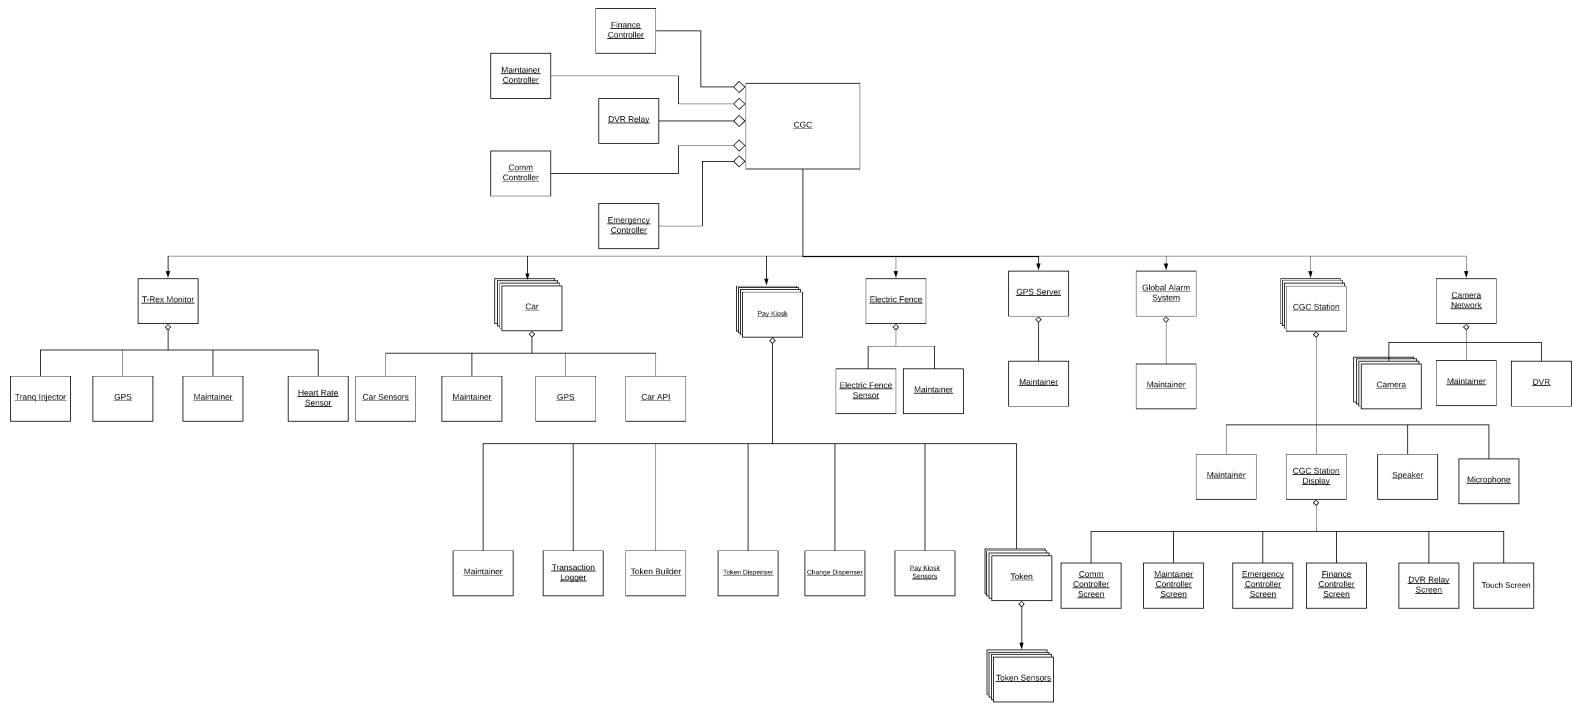 Finance
Controller
Maintainer
Controller
DVR Relay
CGC
Comm
Controller
Emergency
Controller
T-Rex Monitor
Car
Pay Kiosk
Electric Fence
GPS Server
Global Alarm
System
CGC Station
Camera
Network
Tranq Injector
GPS
Maintainer
Heart Rate
Sensor
Car Sensors
Maintainer
GPS
Car API
Electric Fence
Sensor
Maintainer
Maintainer
Maintainer
Camera
Maintainer
DVR
Maintainer
CGC Station
Display
Speaker
Microphone
Maintainer
Transaction
Logger
Token Builder
Token Dispenser
Change Dispenser
Pay Kiosk
Sensors
Token
Comm
Controller
Screen
Maintainer
Controller
Screen
Emergency
Controller
Screen
Finance
Controller
Screen
DVR Relay
Screen
Touch Screen
Token Sensors